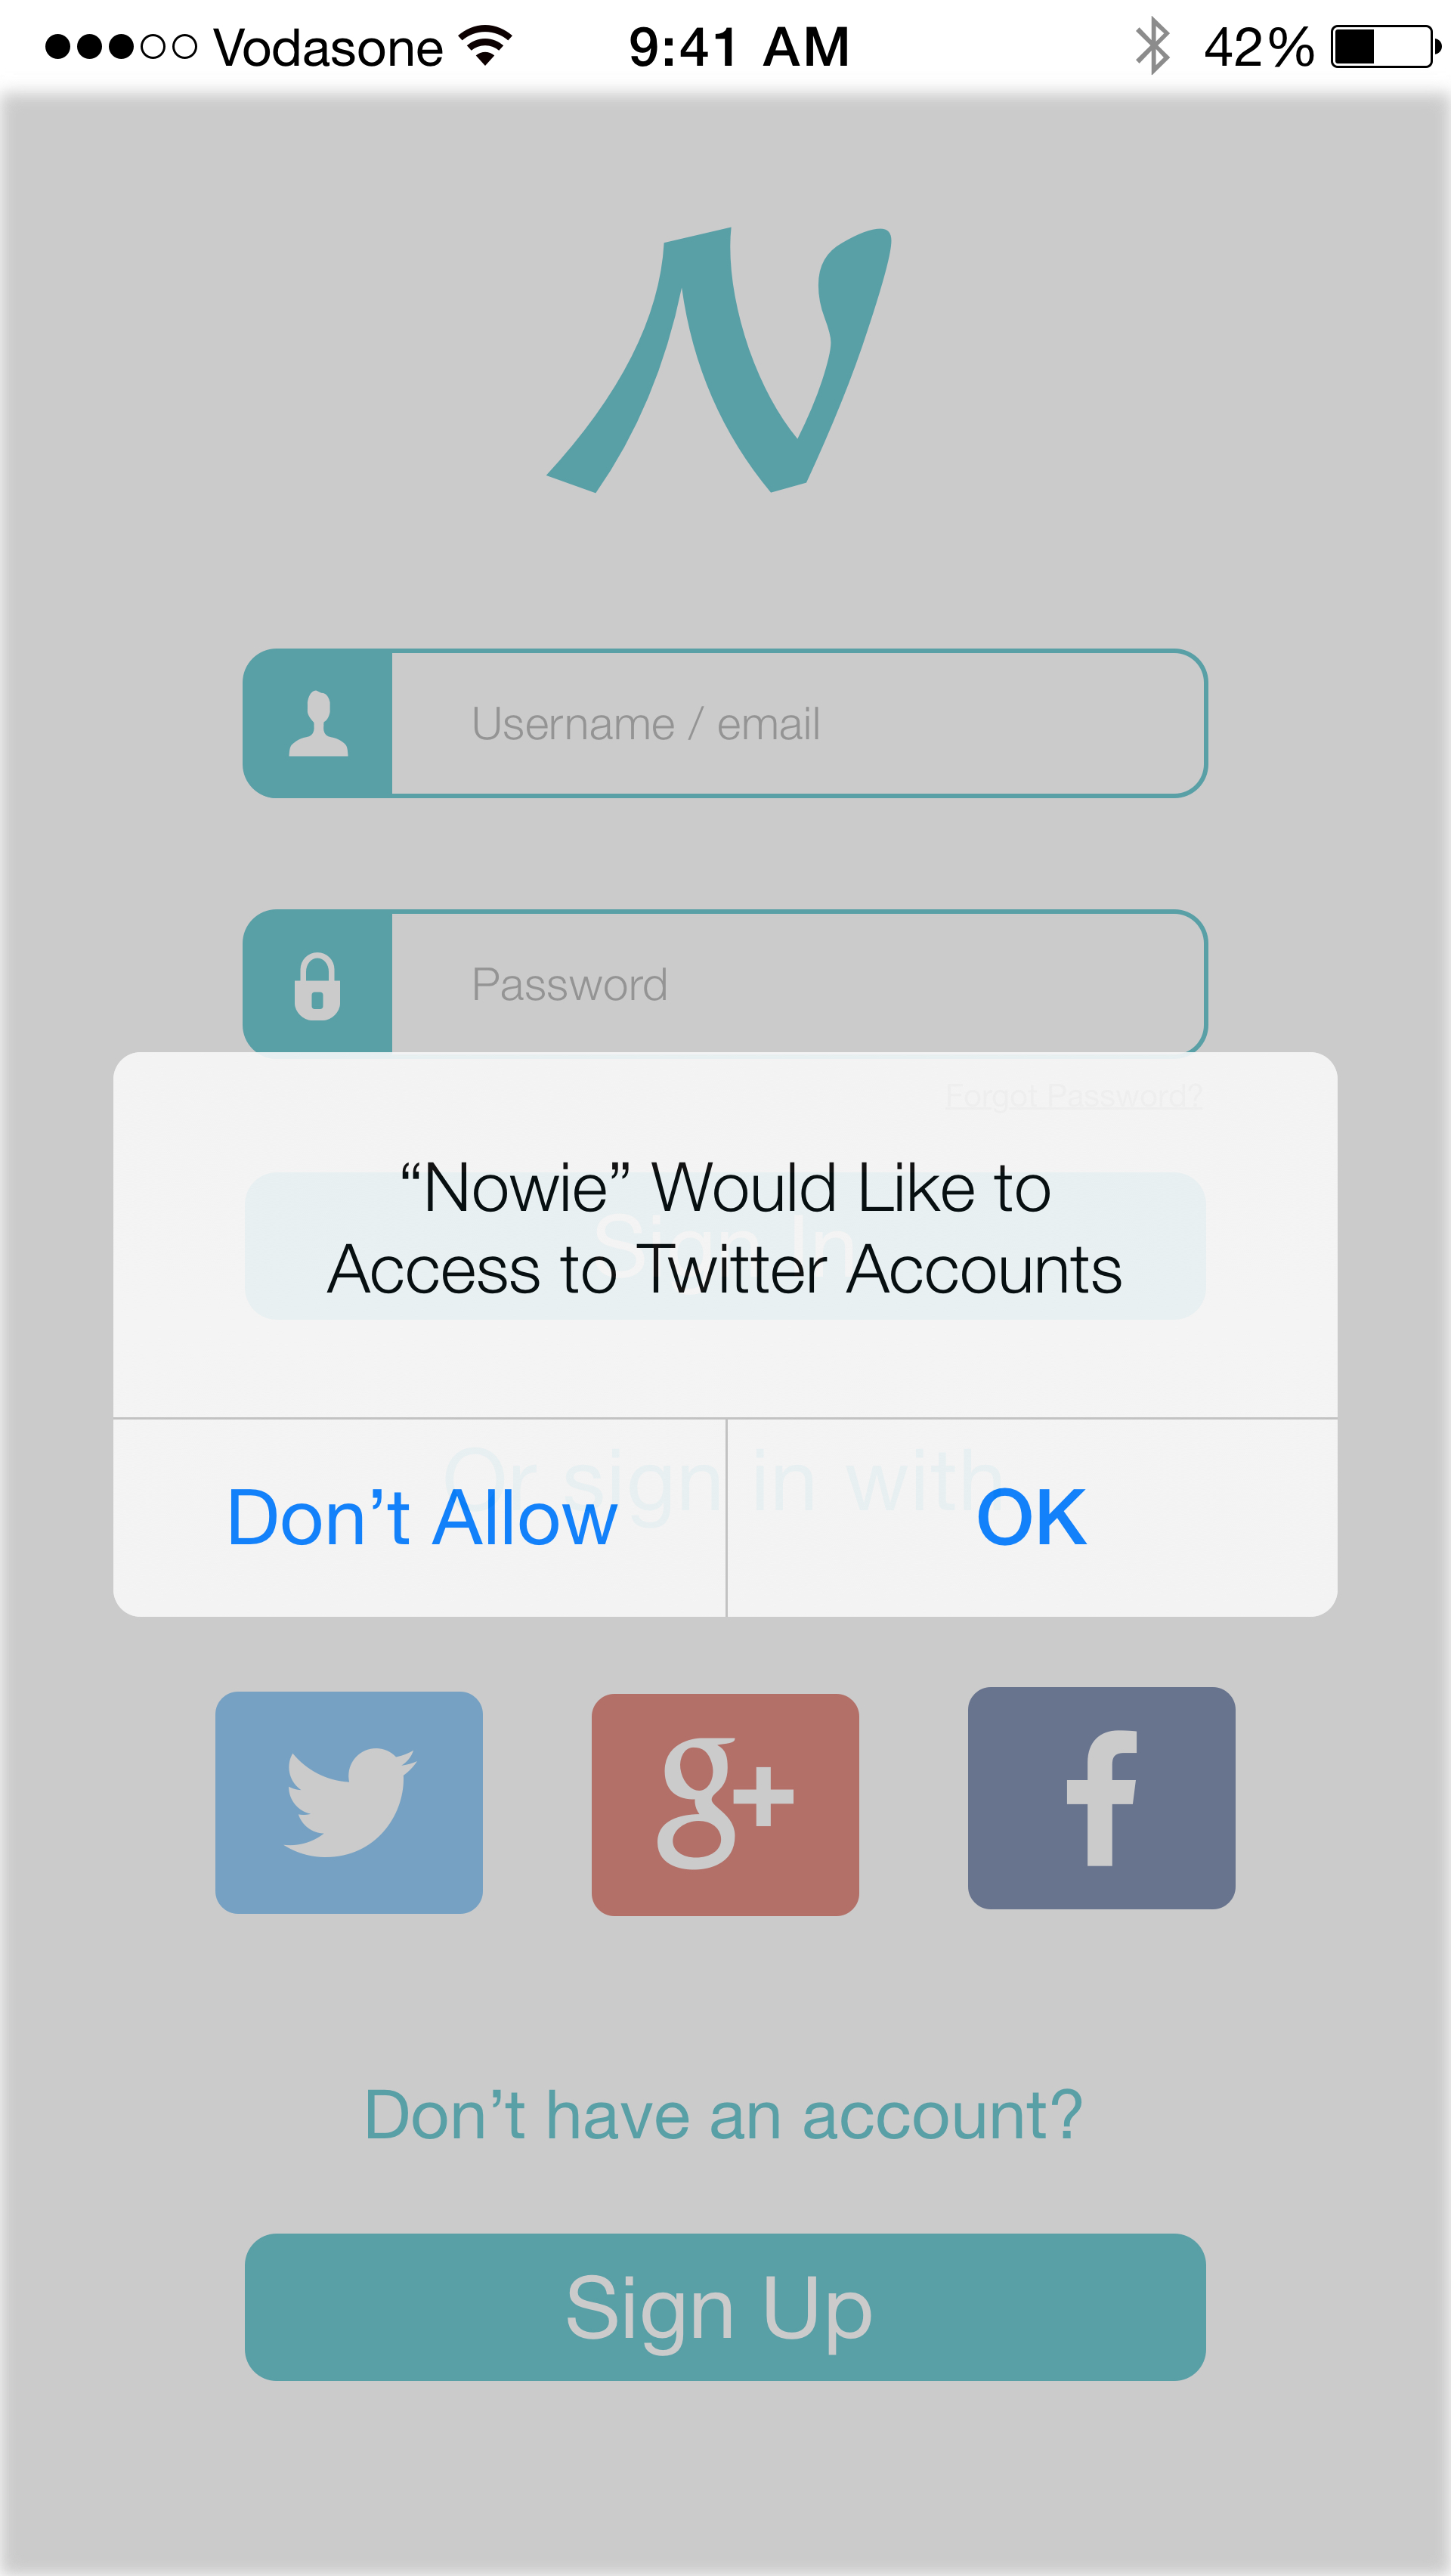 Vodasone 9:41 AM 42%
N
Username / email
Password
Forgot Password?
“Nowie” Would Like to
Sign In
Access to Twitter Accounts
Or sign in with
Don’t Allow OK
g+ f
Don’t have an account?
Sign Up